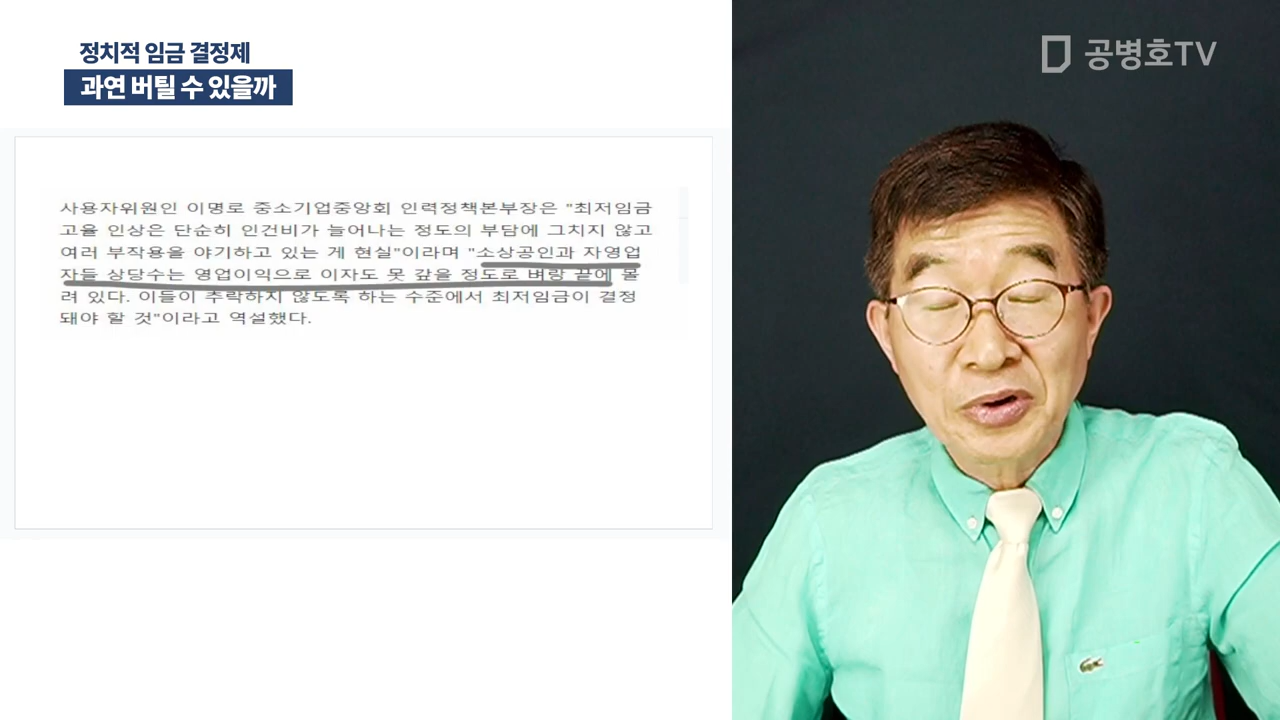 정치적 임금 결정제
과연 버틸 수 있을까
공병호TV
사용자위원인 이명로 중소기업중앙회 인력정책본부장은 "최저임금
고율 인상은 단순히 인건비가 늘어나는 정도의 부담에 그치지 않고
여러 부작용을 야기하고 있는 게 현실"이라며 "소상공인과 자영업
자들 상당수는 영업이익으로 이자도 못 갚을 정도로 벼랑 끝에 몰
려 있다. 이들이 추락하지 않도록 하는 수준에서 최저임금이 결정
돼야 할 것"이라고 역설했다.